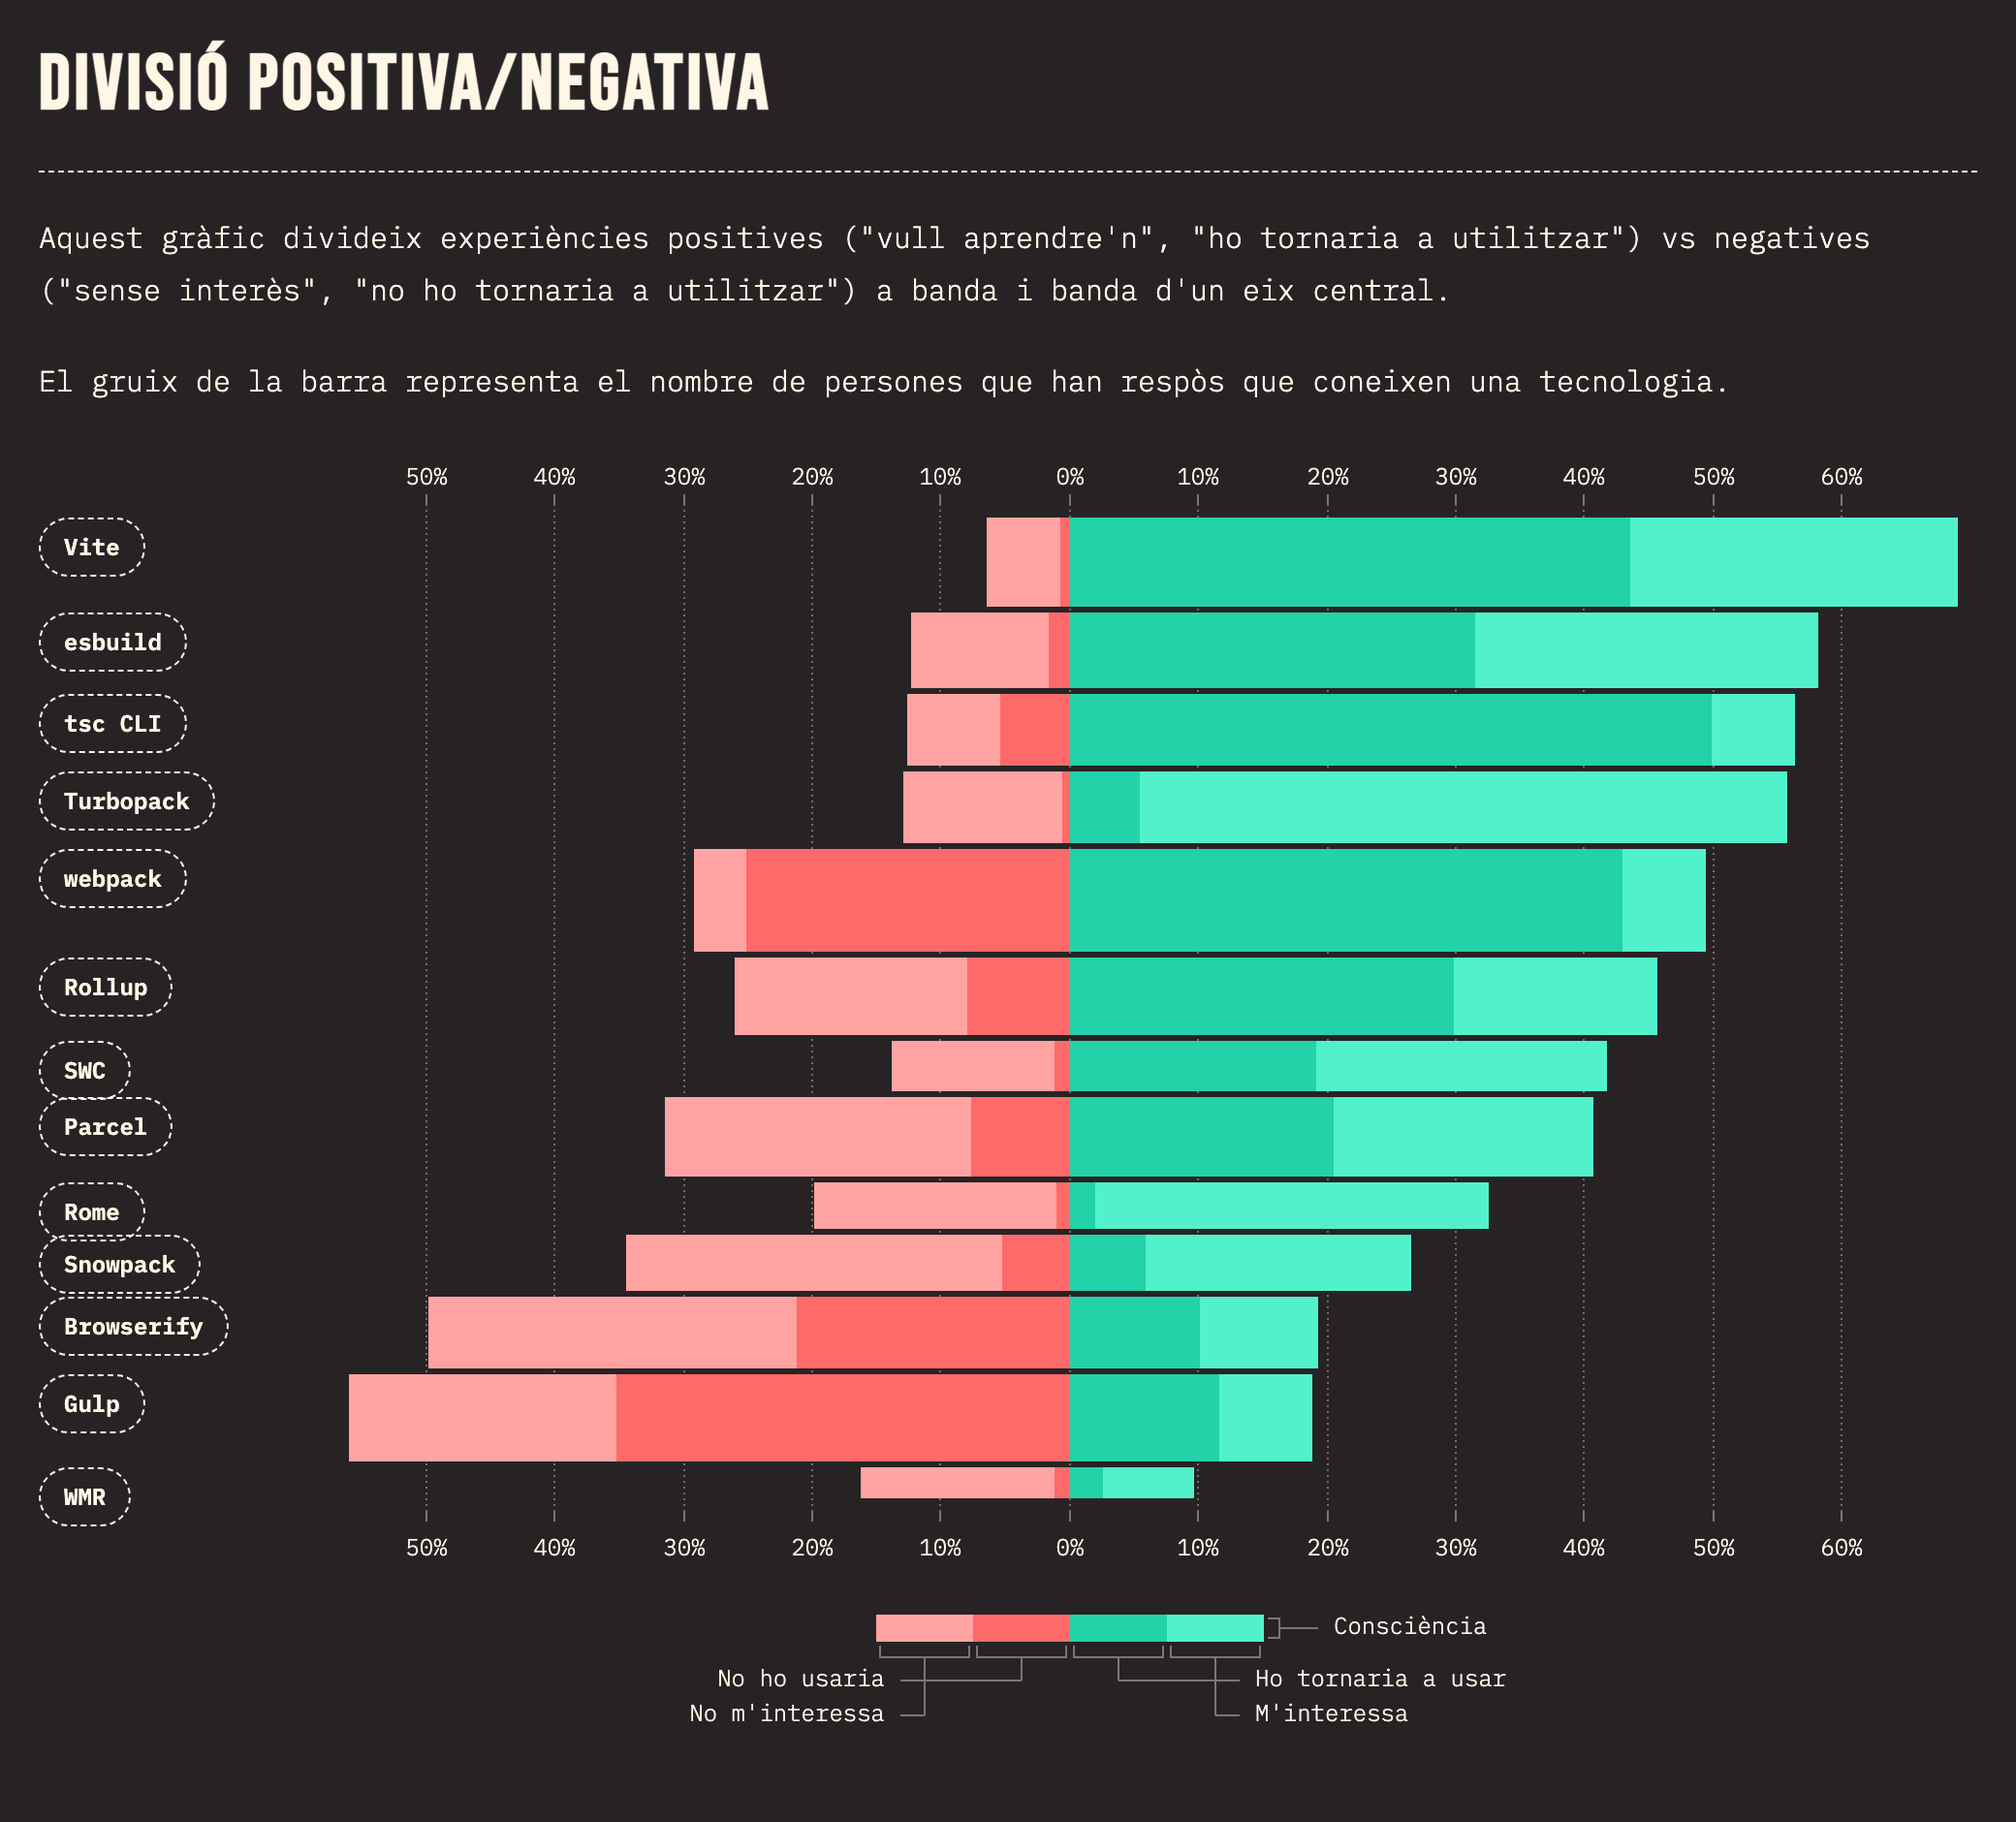 DIVISIÓ POSITIVA/NEGATIVA
Aquest gràfic divideix experiències positives ("vull aprendre'n", "ho tornaria a utilitzar") vs negatives
("sense interès", "no ho tornaria a utilitzar") a banda i banda d'un eix central.
El gruix de la barra representa el nombre de persones que han respòs que coneixen una tecnologia.
50% 40% 30% 20% 10% 0% 10% 20% 30% 40% 50% 60%
Vite
esbuild
tsc CLI
Turbopack
webpack
Rollup
SWC
Parcel
Rome
Snowpack
Browserify
Gulp
WMR
50% 40% 30% 20% 10% 0% 10% 20% 30% 40% 50% 60%
Consciència
No ho usaria Ho tornaria a usar
No m'interessa M'interessa